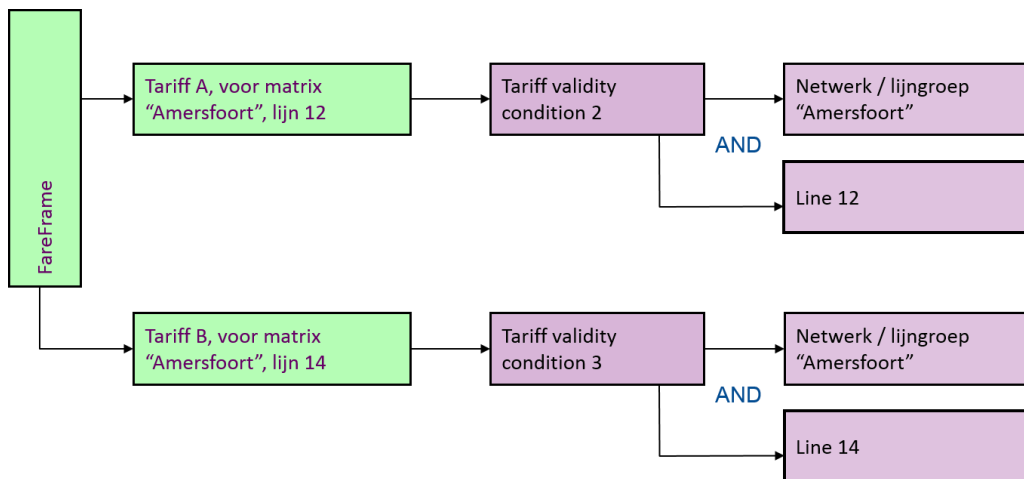 FareFrame
Tariff A, voor matrix
“Amersfoort”, lijn 12
Tariff validity
condition 2
AND
Netwerk / lijngroep
“Amersfoort”
Line 12
Tariff B, voor matrix
“Amersfoort”, lijn 14
Tariff validity
condition 3
AND
Netwerk / lijngroep
“Amersfoort”
Line 14